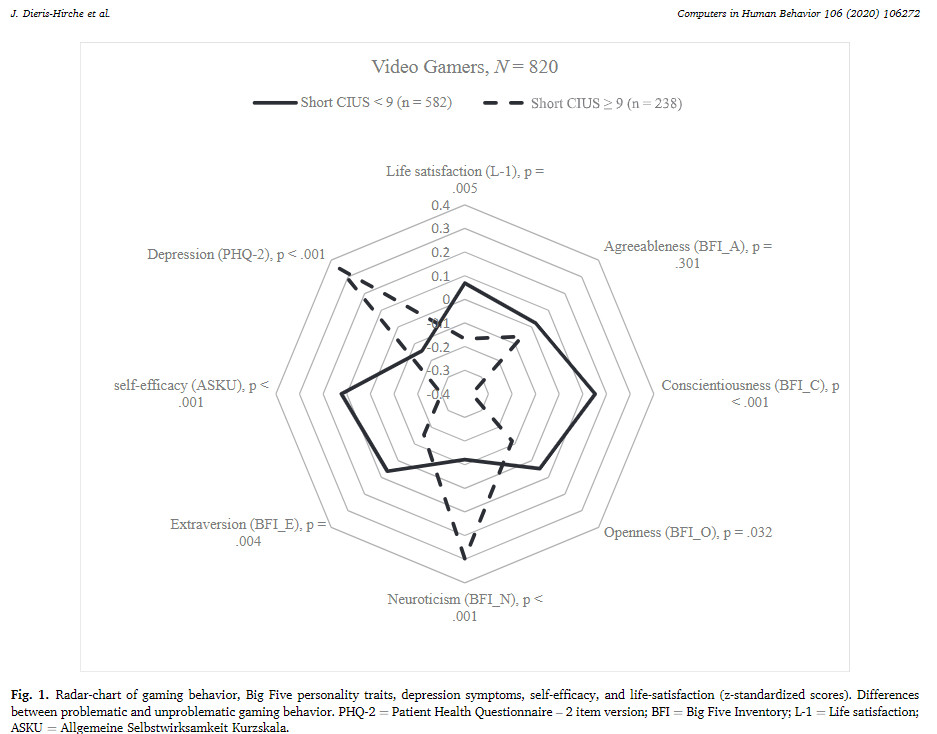 J. Dieris-Hirche et al.
Computers in Human Behavior 106 (2020) 106272
Video Gamers, N = 820
Short CIUS < 9 (n = 582)
Short CIUS ≥ 9 (n = 238)
Life satisfaction (L-1), p =
.005
0.4
0.3
0.2
0.1
0
-0.1
-0.2
-0.3
-0.4
Agreeableness (BFI_A), p =
.301
Conscientiousness (BFI_C), p
< .001
Openness (BFI_O), p = .032
Neuroticism (BFI_N), p <
.001
Extraversion (BFI_E), p =
.004
self-efficacy (ASKU), p <
.001
Depression (PHQ-2), p < .001
Fig. 1. Radar-chart of gaming behavior, Big Five personality traits, depression symptoms, self-efficacy, and life-satisfaction (z-standardized scores). Differences
between problematic and unproblematic gaming behavior. PHQ-2 = Patient Health Questionnaire – 2 item version; BFI = Big Five Inventory; L-1 = Life satisfaction;
ASKU = Allgemeine Selbstwirksamkeit Kurzskala.